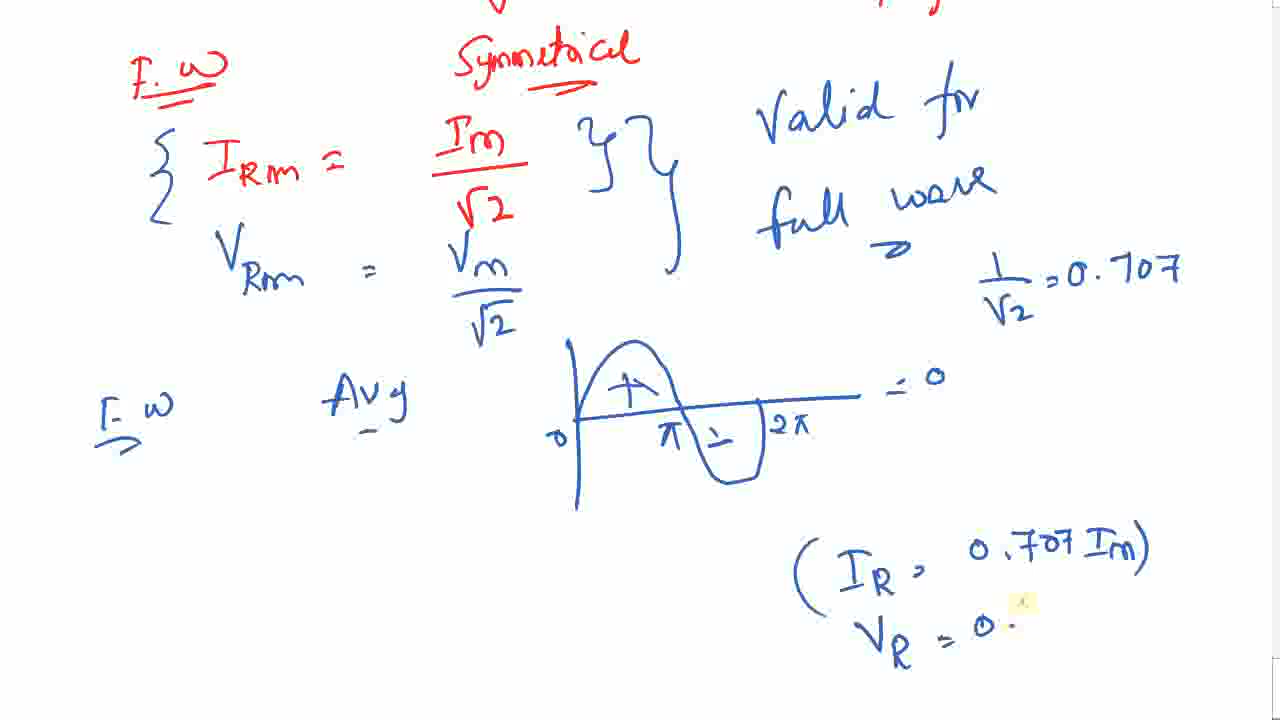 F.W Symmetrical
{ I_Rm = Im/√2 } } Valid for
V_Rm = Vm/√2 full wave
1/√2 = 0.707
F.W Avg + = 0
0 π - 2π
( I_R = 0.707 Im )
V_R = 0.